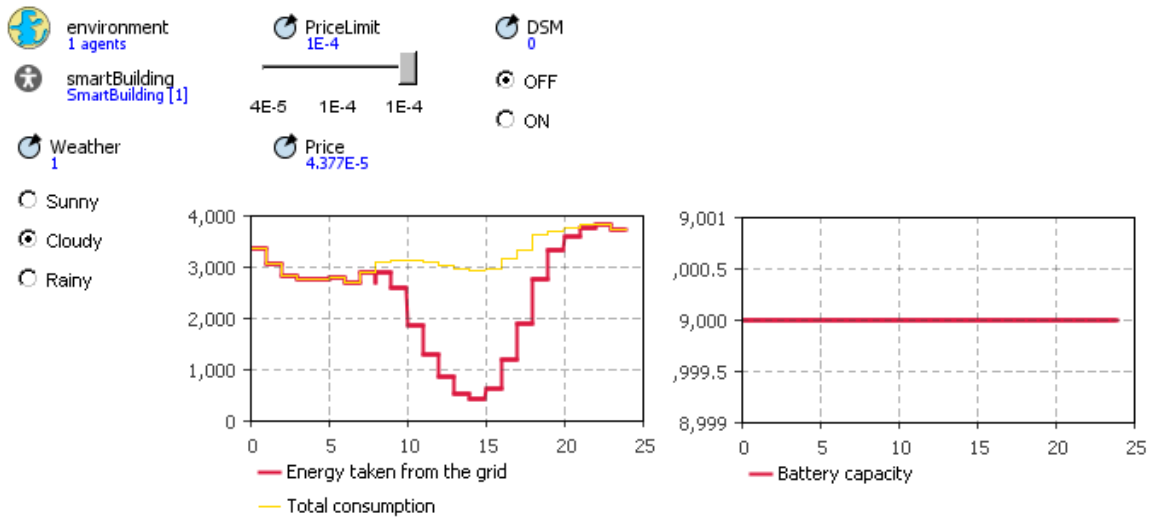 environment
1 agents
PriceLimit
1E-4
DSM
0
smartBuilding
SmartBuilding [1]
4E-5 1E-4 1E-4
OFF
ON
Weather
1
Price
4.377E-5
Sunny
Cloudy
Rainy
4,000
3,000
2,000
1,000
0
0 5 10 15 20 25
Energy taken from the grid
Total consumption
9,001
,000.5
9,000
,999.5
8,999
0 5 10 15 20 25
Battery capacity